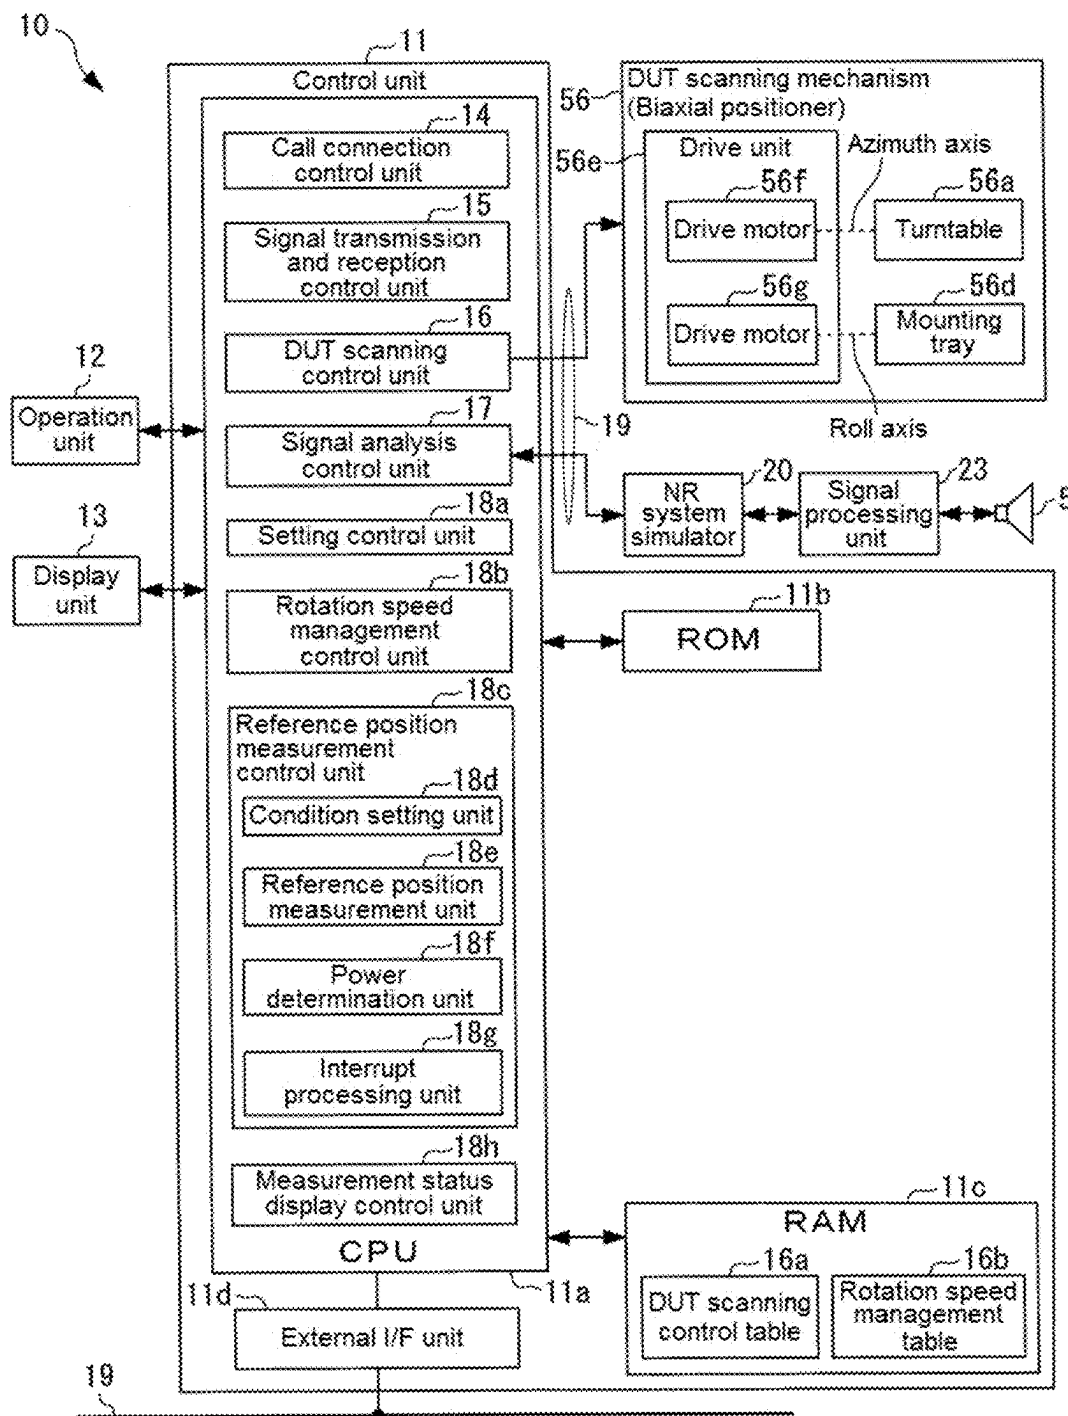 10
11
Control unit
14
Call connection
control unit
15
Signal transmission
and reception
control unit
16
DUT scanning
control unit
17
Signal analysis
control unit
18a
Setting control unit
18b
Rotation speed
management
control unit
18c
Reference position
measurement
control unit
18d
Condition setting unit
18e
Reference position
measurement unit
18f
Power
determination unit
18g
Interrupt
processing unit
18h
Measurement status
display control unit
CPU
11a
11d
External I/F unit
19
12
Operation
unit
13
Display
unit
56
DUT scanning mechanism
(Biaxial positioner)
56e
Drive unit
Azimuth axis
56f
Drive motor
56a
Turntable
56g
Drive motor
56d
Mounting
tray
Roll axis
19
20
NR
system
simulator
23
Signal
processing
unit
5
11b
ROM
11c
RAM
16a
DUT scanning
control table
16b
Rotation speed
management
table